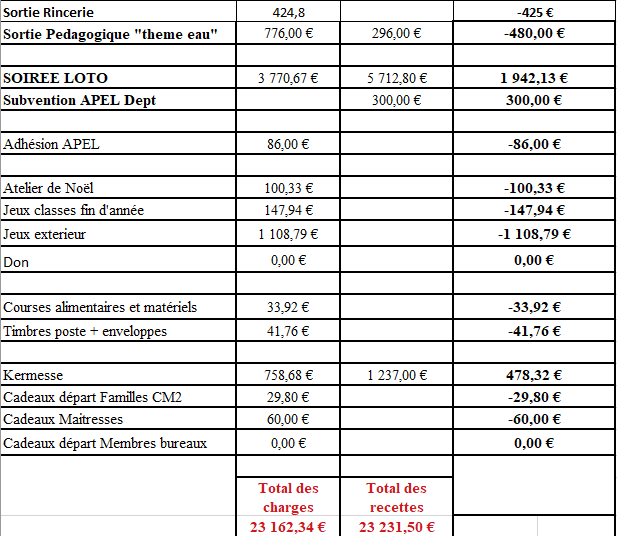 Sortie Rincerie 424,8 -425 €
Sortie Pedagogique "theme eau" 776,00 € 296,00 € -480,00 €
SOIREE LOTO 3 770,67 € 5 712,80 € 1 942,13 €
Subvention APEL Dept 300,00 € 300,00 €
Adhésion APEL 86,00 € -86,00 €
Atelier de Noël 100,33 € -100,33 €
Jeux classes fin d'année 147,94 € -147,94 €
Jeux exterieur 1 108,79 € -1 108,79 €
Don 0,00 € 0,00 €
Courses alimentaires et matériels 33,92 € -33,92 €
Timbres poste + enveloppes 41,76 € -41,76 €
Kermesse 758,68 € 1 237,00 € 478,32 €
Cadeaux départ Familles CM2 29,80 € -29,80 €
Cadeaux Maitresses 60,00 € -60,00 €
Cadeaux départ Membres bureaux 0,00 € 0,00 €
Total des Total des
charges recettes
23 162,34 € 23 231,50 €